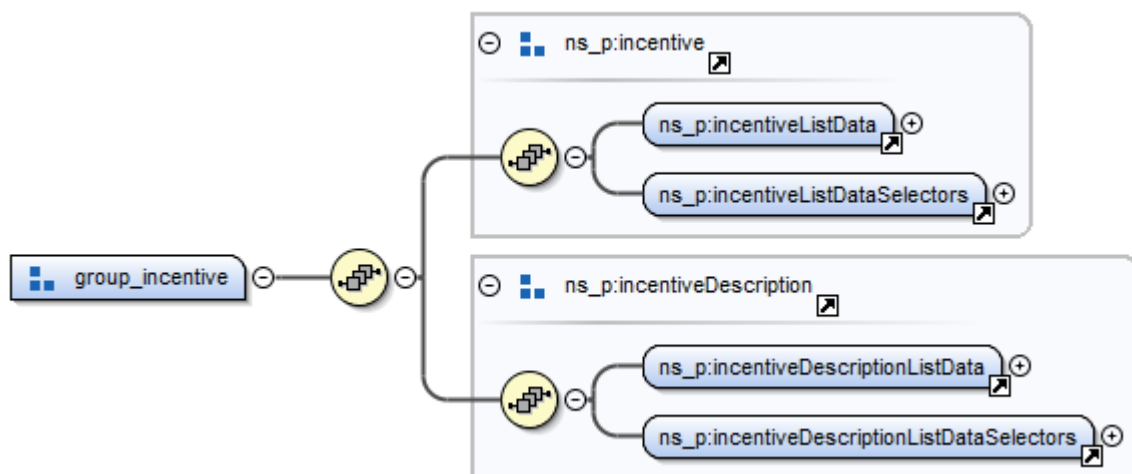 ns_p:incentive
ns_p:incentiveListData
ns_p:incentiveListDataSelectors
group_incentive
ns_p:incentiveDescription
ns_p:incentiveDescriptionListData
ns_p:incentiveDescriptionListDataSelectors